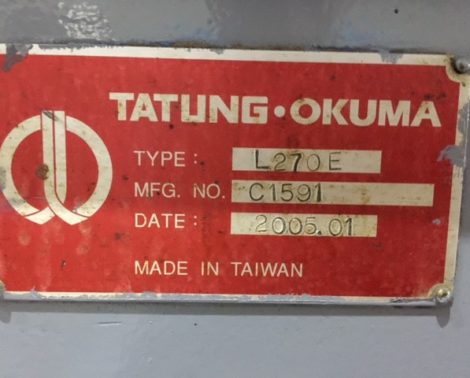 TATUNG·OKUMA
TYPE: L270E
MFG. NO. C1591
DATE: 2005.01
MADE IN TAIWAN